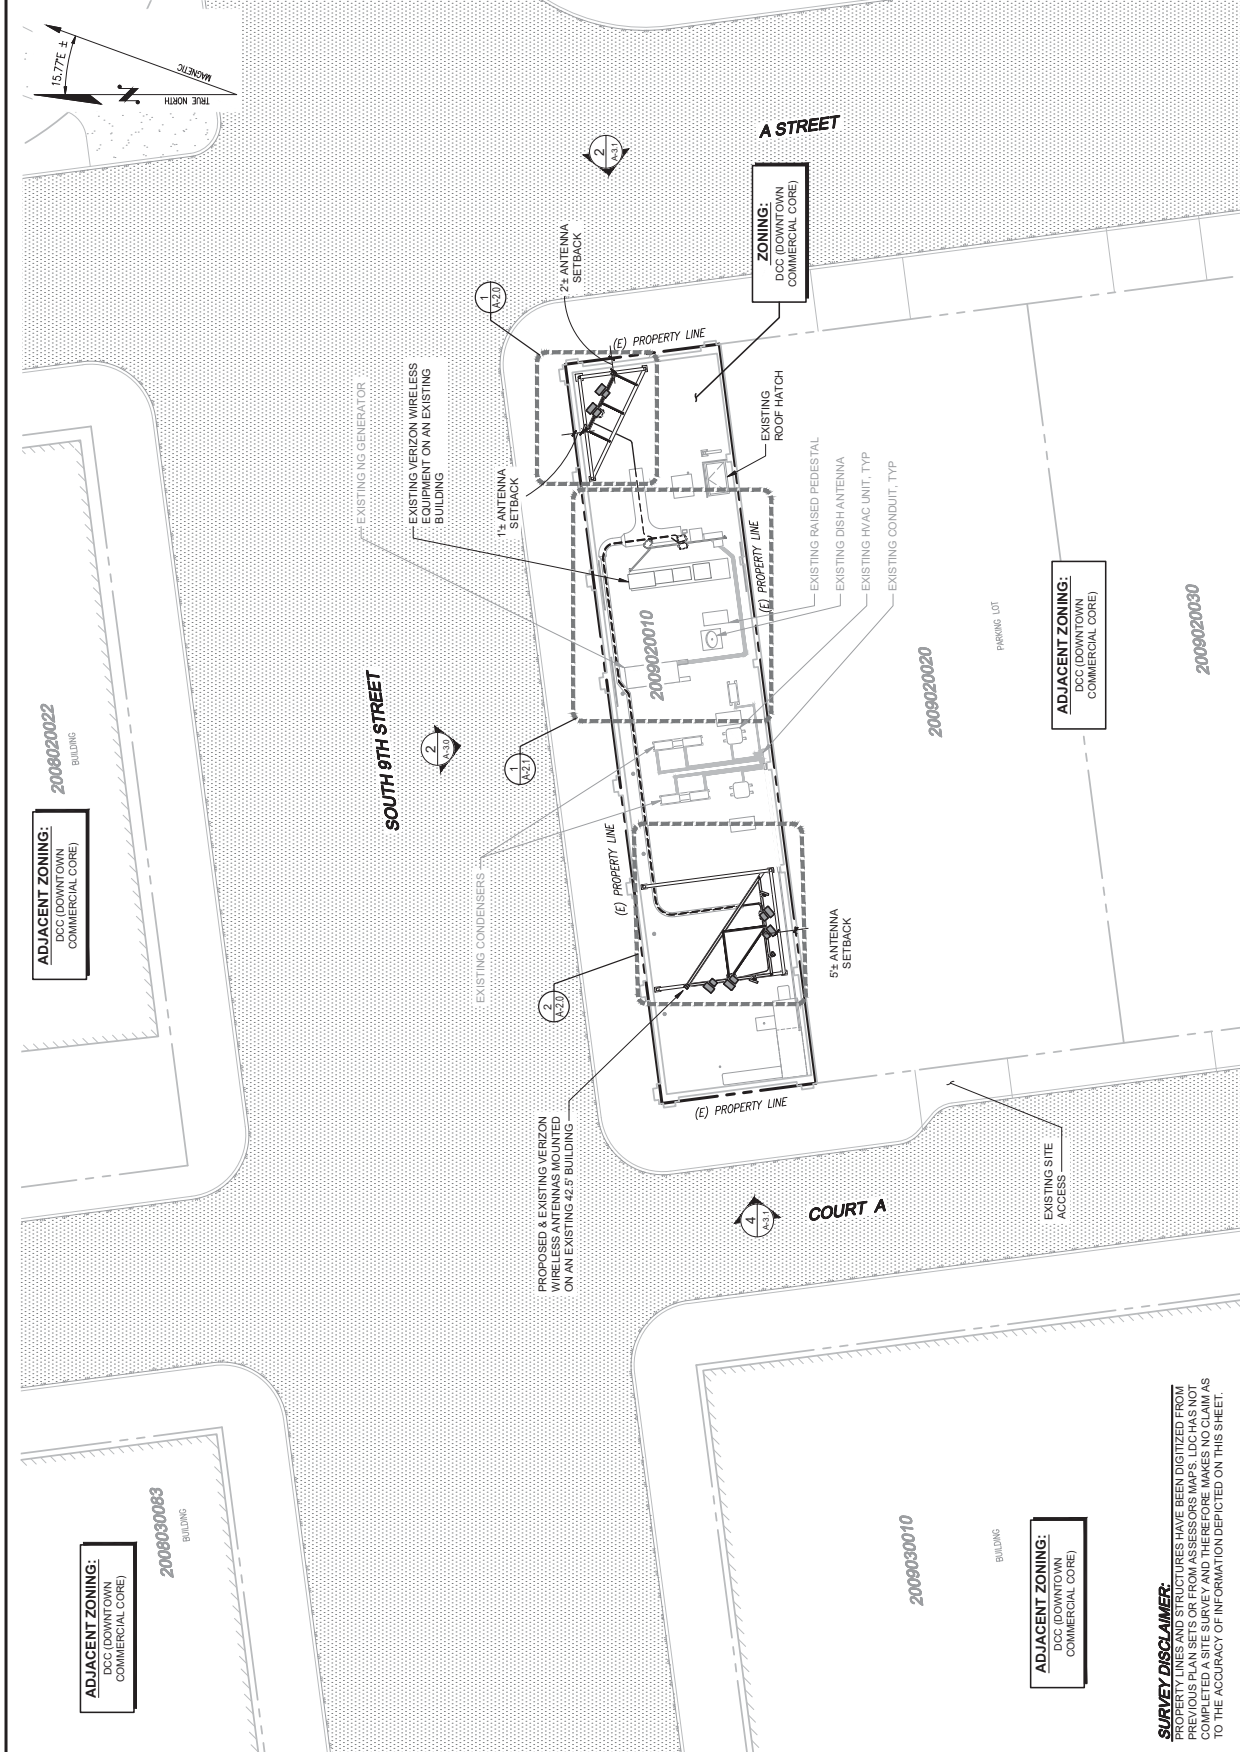 ADJACENT ZONING:
DCC (DOWNTOWN
COMMERCIAL CORE)
2008030083
BUILDING
ADJACENT ZONING:
DCC (DOWNTOWN
COMMERCIAL CORE)
2008020022
BUILDING
15.77°E ±
TRUE NORTH
MAGNETIC
N
SOUTH 9TH STREET
2
A-3.0
EXISTING NG GENERATOR
EXISTING VERIZON WIRELESS
EQUIPMENT ON AN EXISTING
BUILDING
1'± ANTENNA
SETBACK
1
A-2.0
2'± ANTENNA
SETBACK
2
A-3.1
A STREET
EXISTING CONDENSERS
1
A-2.1
2
A-2.0
PROPOSED & EXISTING VERIZON
WIRELESS ANTENNAS MOUNTED
ON AN EXISTING 42.5' BUILDING
(E) PROPERTY LINE
(E) PROPERTY LINE
(E) PROPERTY LINE
(E) PROPERTY LINE
2009020010
ZONING:
DCC (DOWNTOWN
COMMERCIAL CORE)
EXISTING
ROOF HATCH
EXISTING RAISED PEDESTAL
EXISTING DISH ANTENNA
EXISTING HVAC UNIT, TYP
EXISTING CONDUIT, TYP
5'± ANTENNA
SETBACK
4
A-3.1
COURT A
EXISTING SITE
ACCESS
2009020020
PARKING LOT
ADJACENT ZONING:
DCC (DOWNTOWN
COMMERCIAL CORE)
2009020030
2009030010
BUILDING
ADJACENT ZONING:
DCC (DOWNTOWN
COMMERCIAL CORE)
SURVEY DISCLAIMER:
PROPERTY LINES AND STRUCTURES HAVE BEEN DIGITIZED FROM
PREVIOUS PLAN SETS OR FROM ASSESSORS MAPS. LDC HAS NOT
COMPLETED A SITE SURVEY AND THEREFORE MAKES NO CLAIM AS
TO THE ACCURACY OF INFORMATION DEPICTED ON THIS SHEET.